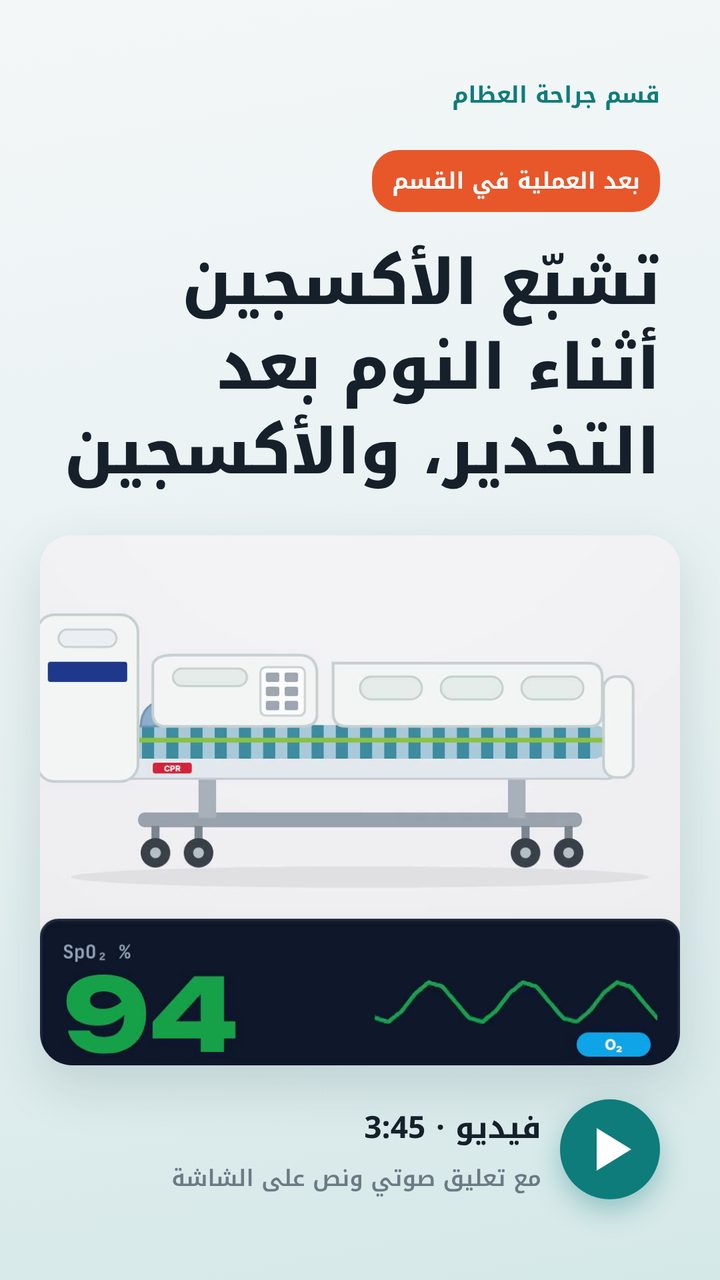 قسم جراحة العظام
بعد العملية في القسم
تشبّع الأكسجين
أثناء النوم بعد
التخدير، والأكسجين
CPR
SpO₂ %
94
O₂
فيديو · 3:45
مع تعليق صوتي ونص على الشاشة